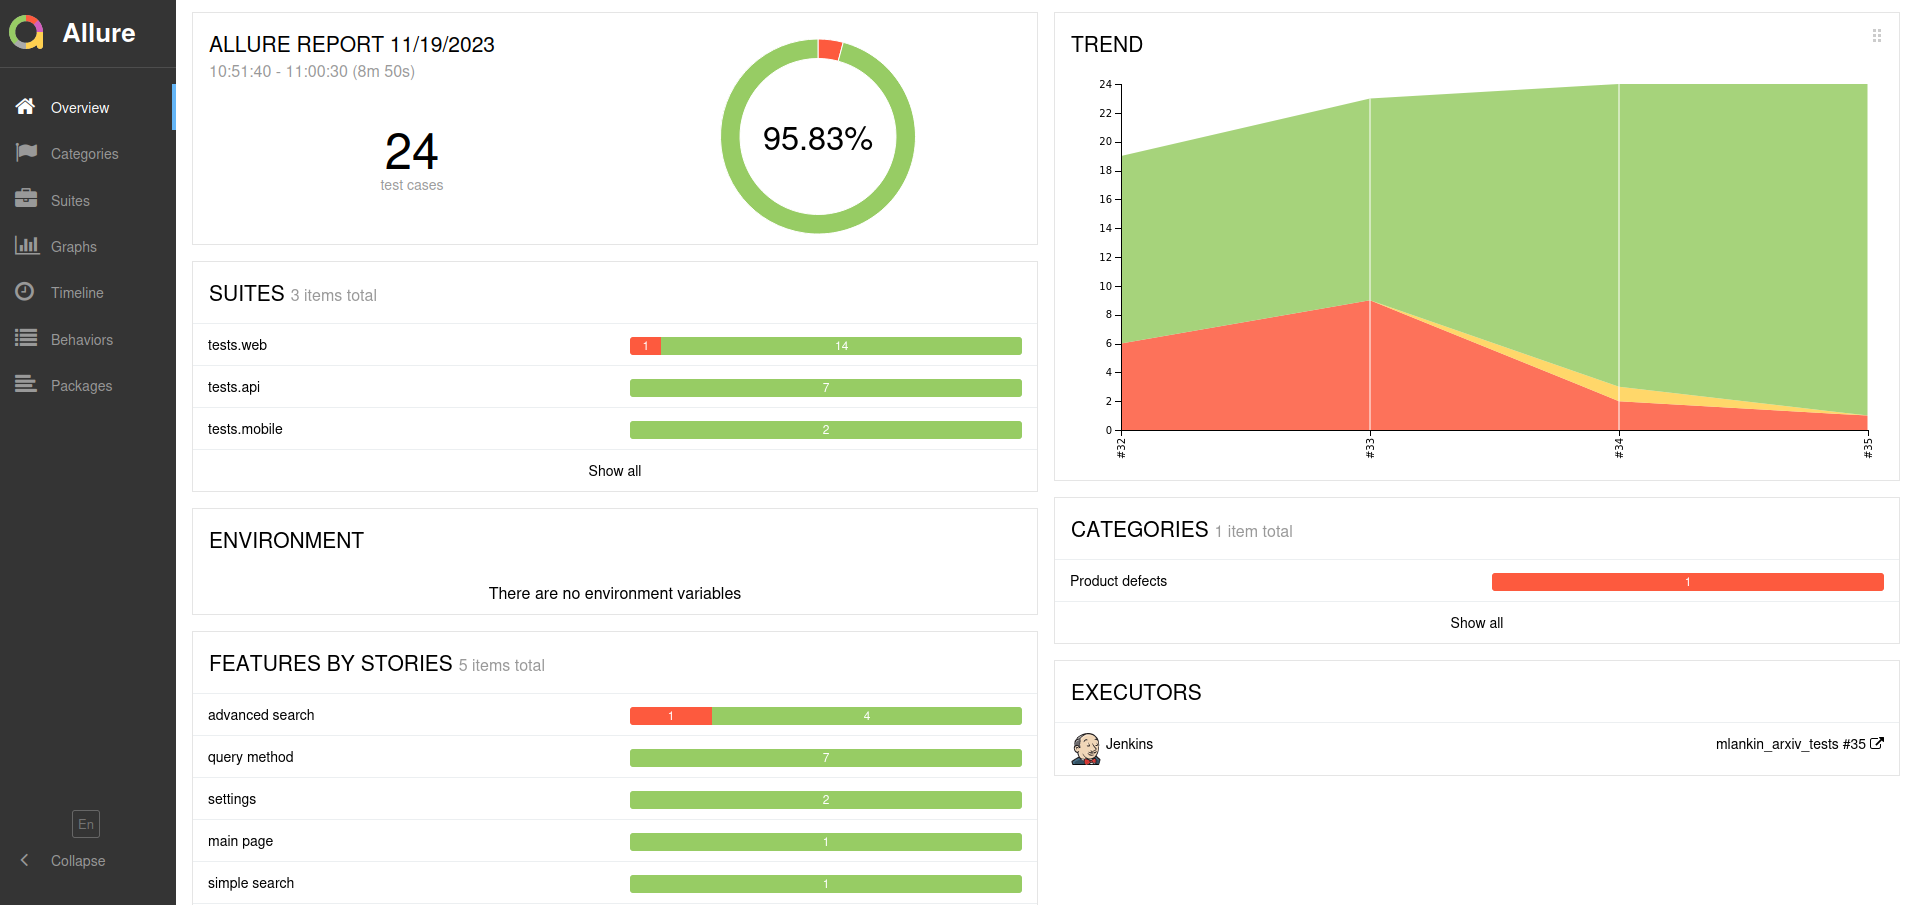 Allure
Overview
Categories
Suites
Graphs
Timeline
Behaviors
Packages
En
Collapse
ALLURE REPORT 11/19/2023
10:51:40 - 11:00:30 (8m 50s)
24
test cases
95.83%
SUITES 3 items total
tests.web 1 14
tests.api 7
tests.mobile 2
Show all
ENVIRONMENT
There are no environment variables
FEATURES BY STORIES 5 items total
advanced search 1 4
query method 7
settings 2
main page 1
simple search 1
TREND
24
22
20
18
16
14
12
10
8
6
4
2
0
#32 #33 #34 #35
CATEGORIES 1 item total
Product defects 1
Show all
EXECUTORS
Jenkins mlankin_arxiv_tests #35